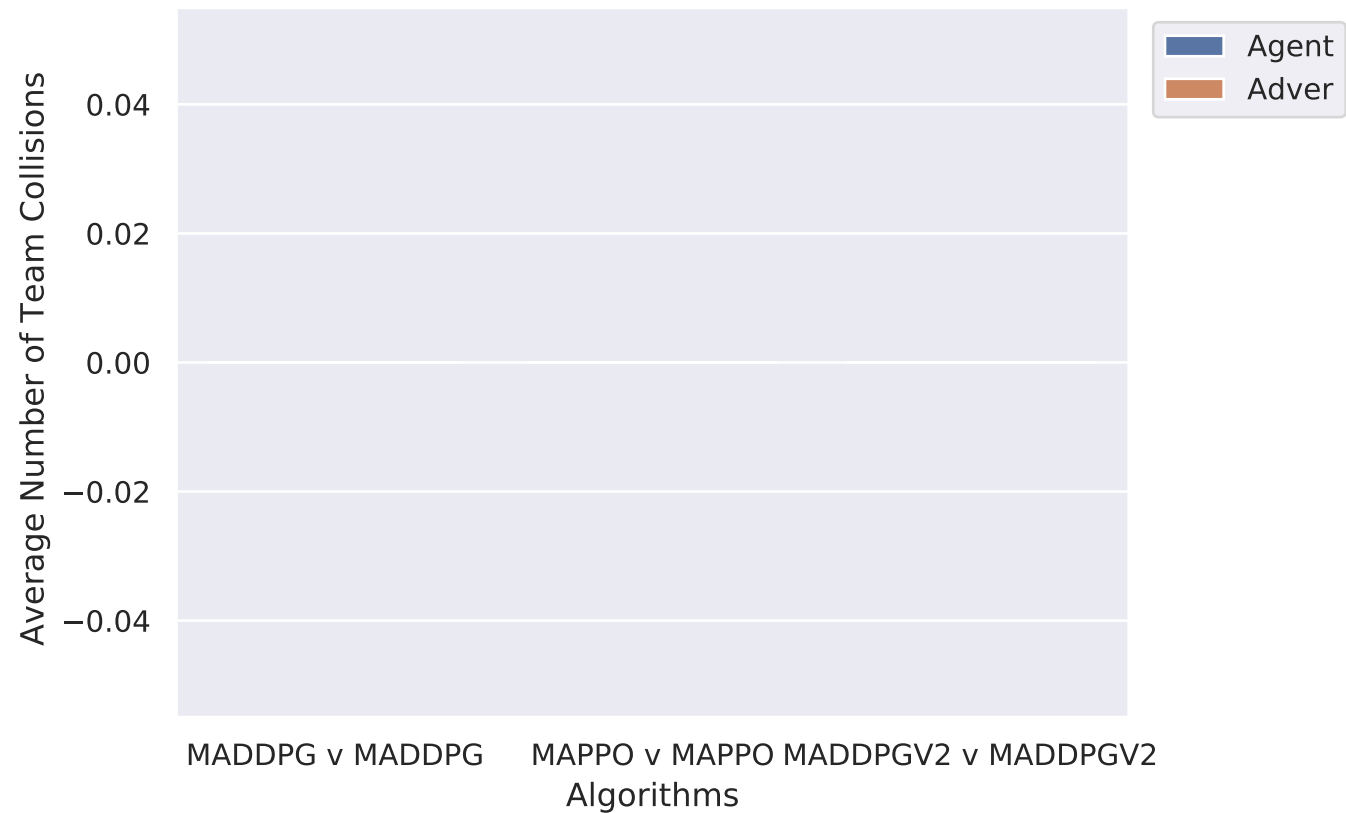 Agent
Adver
Average Number of Team Collisions
0.04
0.02
0.00
−0.02
−0.04
MADDPG v MADDPG
MAPPO v MAPPO
MADDPGV2 v MADDPGV2
Algorithms